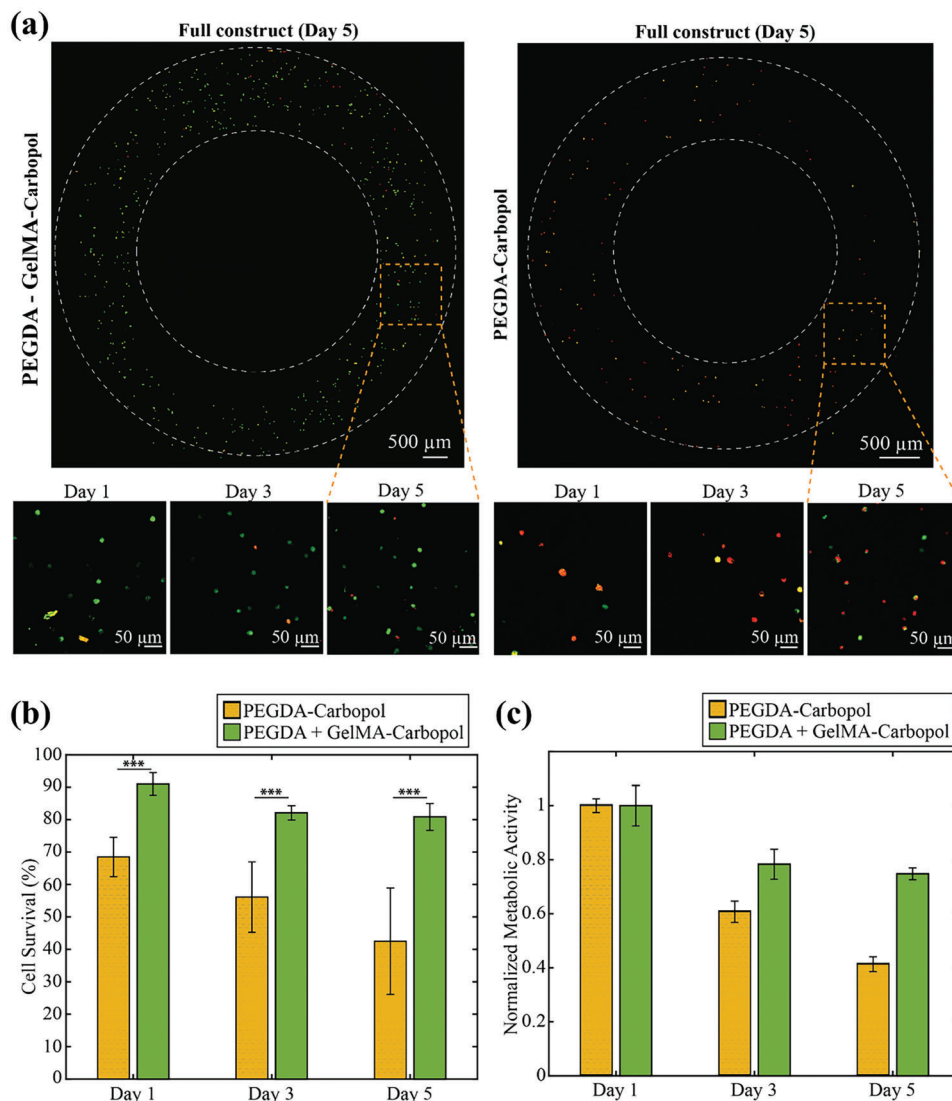 (a)
Full construct (Day 5)
Full construct (Day 5)
PEGDA - GelMA-Carbopol
PEGDA-Carbopol
500 µm
500 µm
Day 1
Day 3
Day 5
Day 1
Day 3
Day 5
50 µm
50 µm
50 µm
50 µm
50 µm
50 µm
(b)
PEGDA-Carbopol
PEGDA + GelMA-Carbopol
Cell Survival (%)
100
90
80
70
60
50
40
30
20
10
0
***
***
***
Day 1
Day 3
Day 5
(c)
PEGDA-Carbopol
PEGDA + GelMA-Carbopol
Normalized Metabolic Activity
1
0.8
0.6
0.4
0.2
0
Day 1
Day 3
Day 5